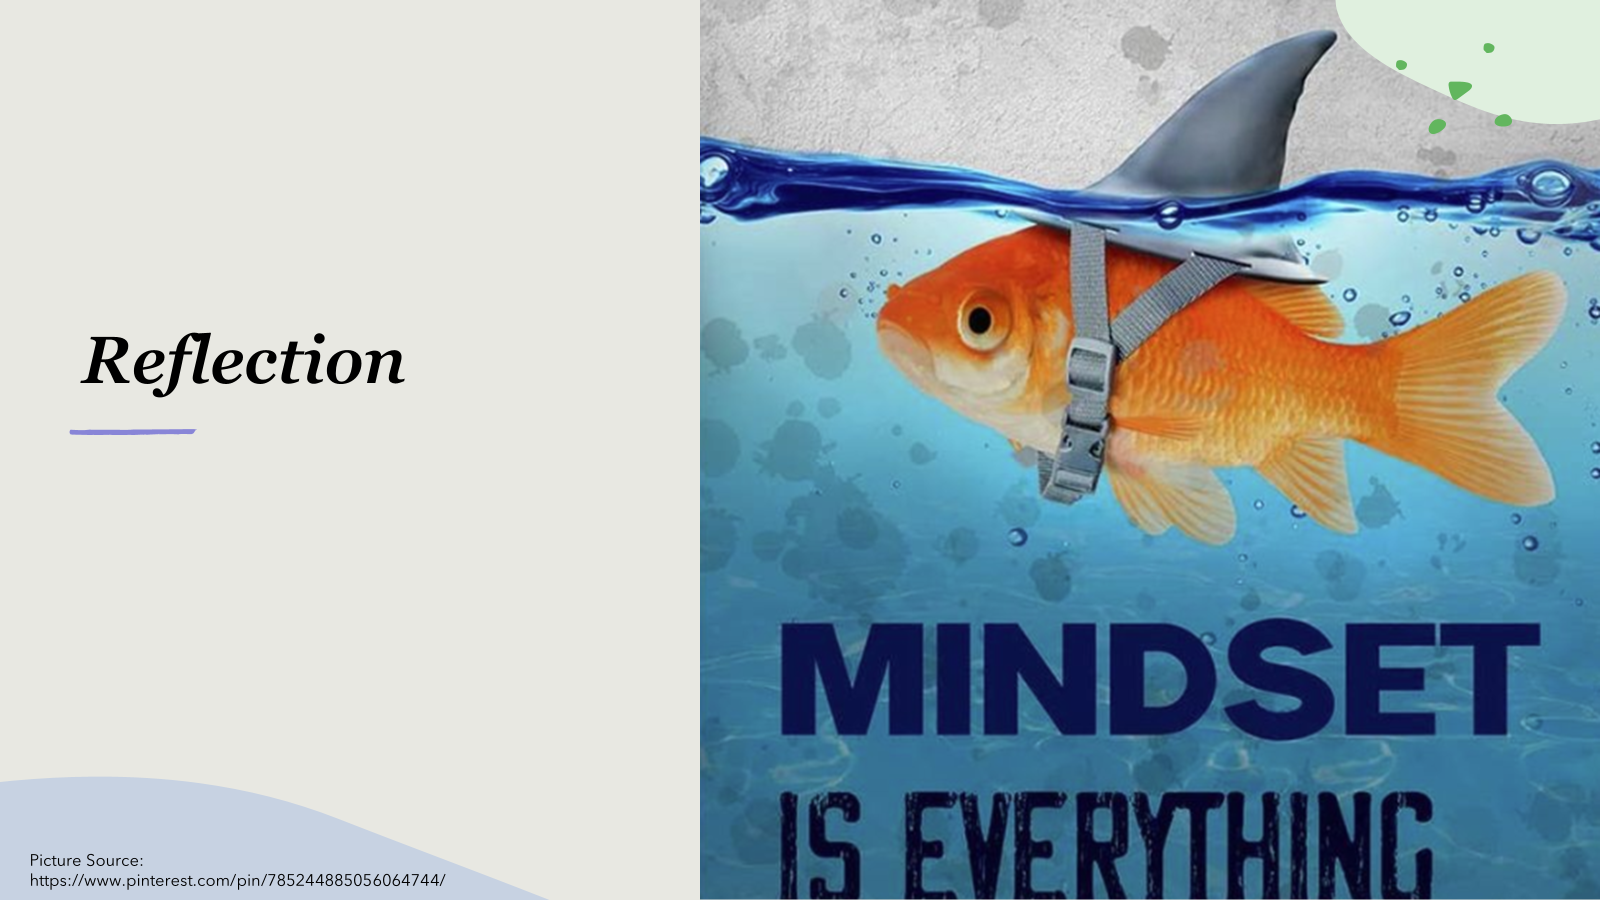 Reflection
Picture Source:
https://www.pinterest.com/pin/785244885056064744/
MINDSET
IS EVERYTHING